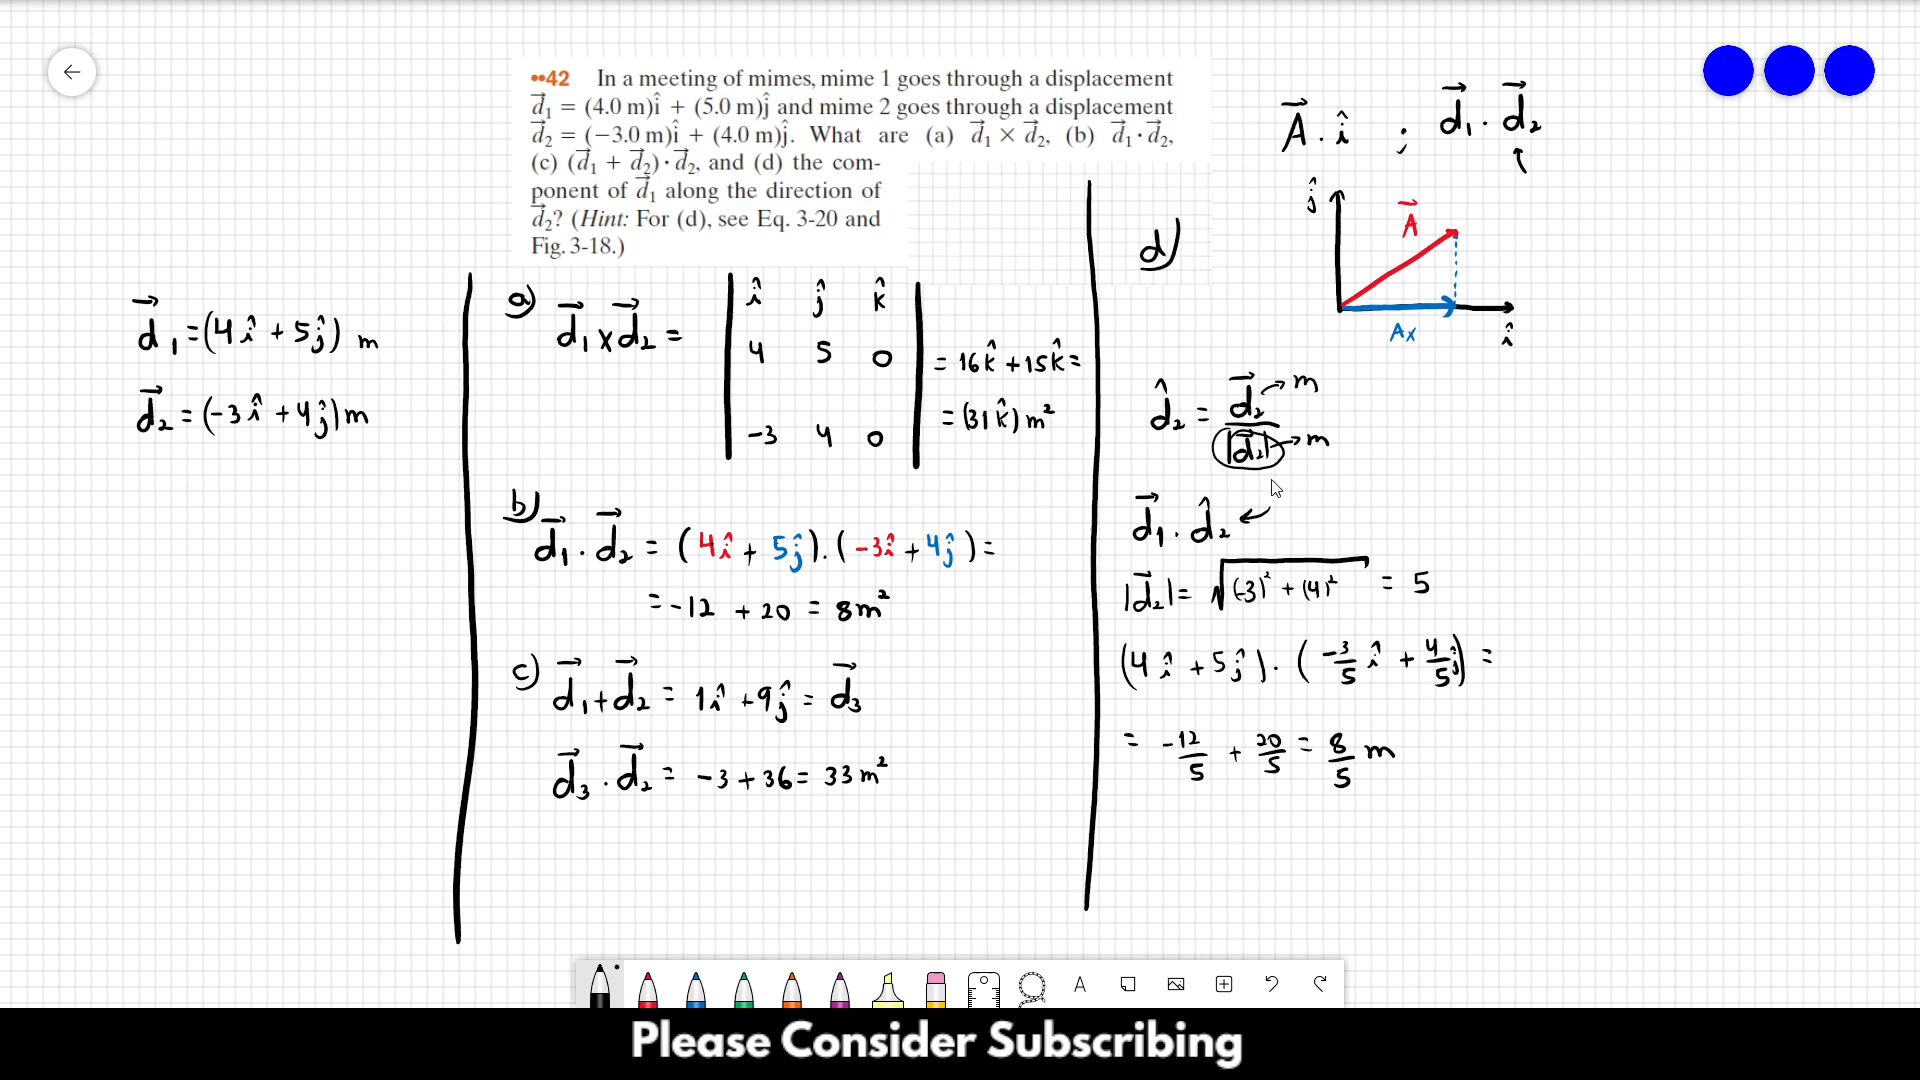 ••42 In a meeting of mimes, mime 1 goes through a displacement
d⃗₁ = (4.0 m)î + (5.0 m)ĵ and mime 2 goes through a displacement
d⃗₂ = (−3.0 m)î + (4.0 m)ĵ. What are (a) d⃗₁ × d⃗₂, (b) d⃗₁ · d⃗₂,
(c) (d⃗₁ + d⃗₂) · d⃗₂, and (d) the com-
ponent of d⃗₁ along the direction of
d⃗₂? (Hint: For (d), see Eq. 3-20 and
Fig. 3-18.)
d⃗₁ = (4î + 5ĵ) m
d⃗₂ = (-3î + 4ĵ) m
a) d⃗₁ x d⃗₂ =
î ĵ k̂
4 5 0
-3 4 0
= 16k̂ + 15k̂ =
= (31k̂) m²
b)
d⃗₁ . d⃗₂ = (4î + 5ĵ) . (-3î + 4ĵ) =
= -12 + 20 = 8m²
c) d⃗₁ + d⃗₂ = 1î + 9ĵ = d⃗₃
d⃗₃ . d⃗₂ = -3 + 36 = 33 m²
A⃗ . î ; d⃗₁ . d⃗₂
d)
ĵ
A⃗
Ax
î
d̂₂ = d⃗₂ → m
|d⃗₂| → m
d⃗₁ . d̂₂
|d⃗₂| = √(-3)² + (4)² = 5
(4î + 5ĵ) . (-3/5 î + 4/5 ĵ) =
= -12/5 + 20/5 = 8/5 m
A
Please Consider Subscribing